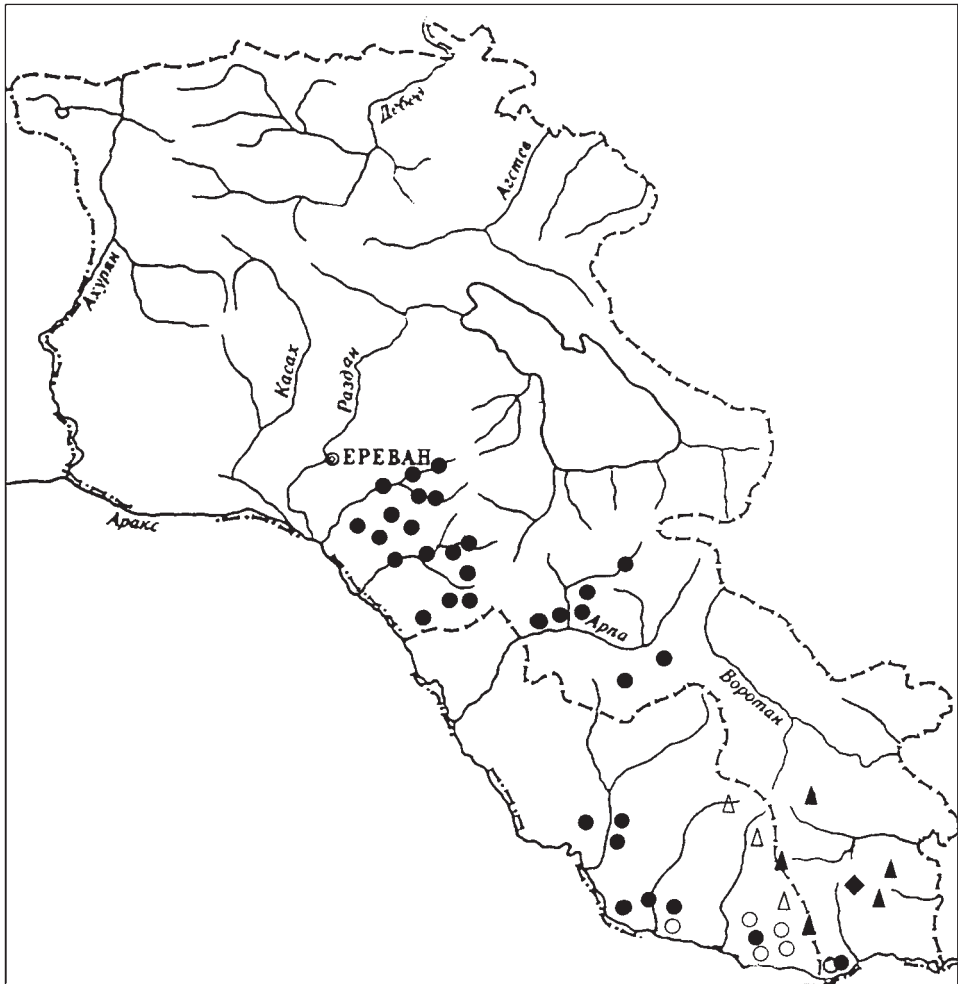 Дебед
Агстев
Ахурян
Касах
Раздан
ЕРЕВАН
Аракс
Арпа
Воротан